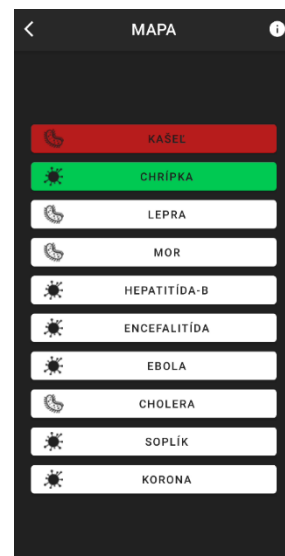 MAPA
KAŠEĽ
CHRÍPKA
LEPRA
MOR
HEPATITÍDA-B
ENCEFALITÍDA
EBOLA
CHOLERA
SOPLÍK
KORONA